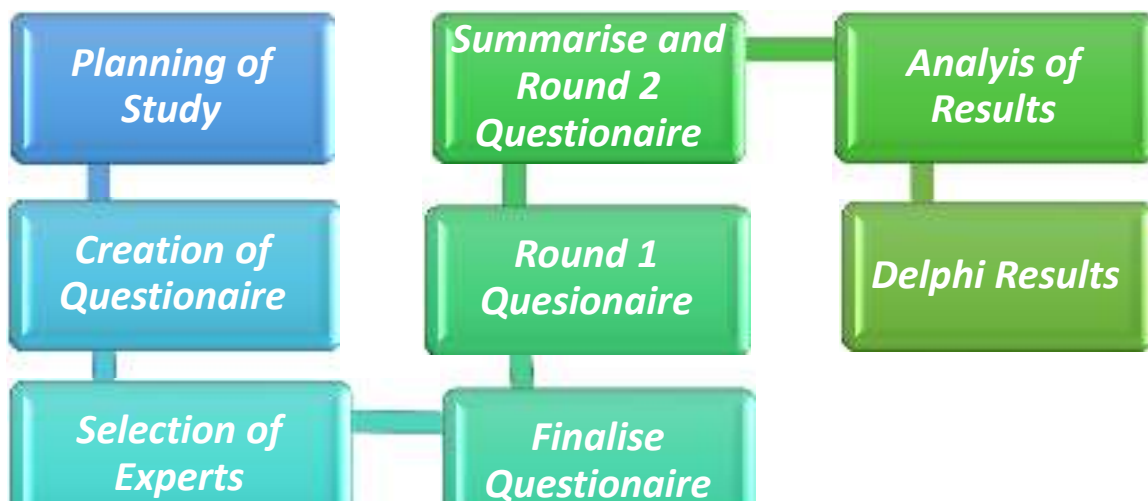 Planning of
Study
Creation of
Questionaire
Selection of
Experts
Finalise
Questionaire
Round 1
Quesionaire
Summarise and
Round 2
Questionaire
Analyis of
Results
Delphi Results